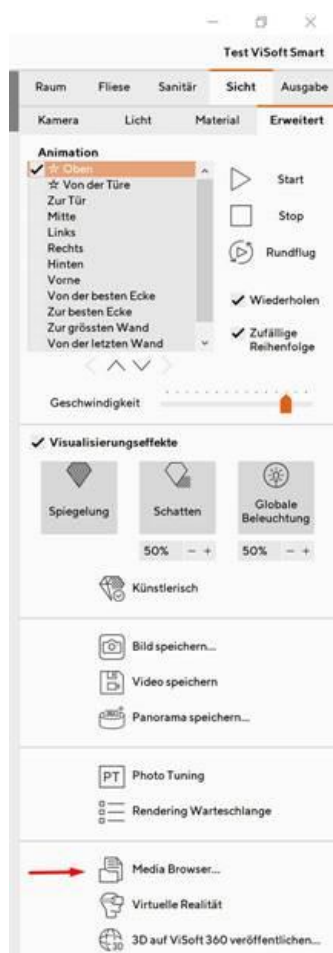 Test ViSoft Smart
Raum Fliese Sanitär Sicht Ausgabe
Kamera Licht Material Erweitert
Animation
Oben
Von der Türe
Zur Tür
Mitte
Links
Rechts
Hinten
Vorne
Von der besten Ecke
Zur besten Ecke
Zur grössten Wand
Von der letzten Wand
Start
Stop
Rundflug
Wiederholen
Zufällige
Reihenfolge
Geschwindigkeit
Visualisierungseffekte
Spiegelung
Schatten
Globale
Beleuchtung
50% - +
50% - +
Künstlerisch
Bild speichern...
Video speichern
Panorama speichern...
PT Photo Tuning
Rendering Warteschlange
Media Browser...
Virtuelle Realität
3D auf ViSoft 360 veröffentlichen...